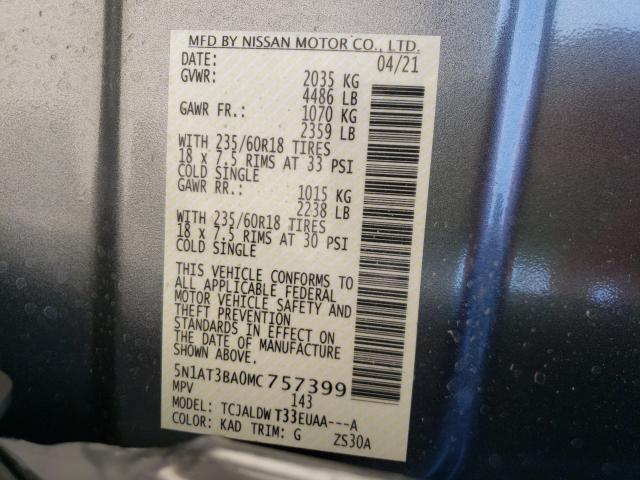 MFD BY NISSAN MOTOR CO., LTD.
DATE: 04/21
GVWR: 2035 KG
4486 LB
GAWR FR.: 1070 KG
2359 LB
WITH 235/60R18 TIRES
18 x 7.5 RIMS AT 33 PSI
COLD SINGLE
GAWR RR.: 1015 KG
2238 LB
WITH 235/60R18 TIRES
18 x 7.5 RIMS AT 30 PSI
COLD SINGLE
THIS VEHICLE CONFORMS TO
ALL APPLICABLE FEDERAL
MOTOR VEHICLE SAFETY AND
THEFT PREVENTION
STANDARDS IN EFFECT ON
THE DATE OF MANUFACTURE
SHOWN ABOVE.
5N1AT3BA0MC757399
MPV 143
MODEL: TCJALDWT33EUAA---A
COLOR: KAD TRIM: G ZS30A